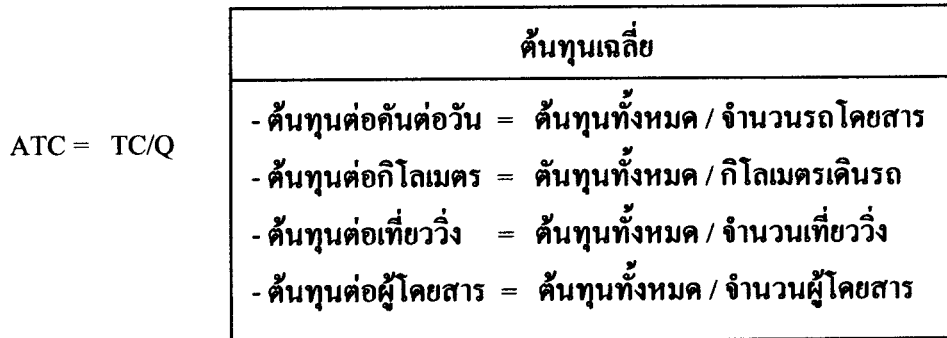 ต้นทุนเฉลี่ย
ATC = TC/Q
- ต้นทุนต่อคันต่อวัน = ต้นทุนทั้งหมด / จำนวนรถโดยสาร
- ต้นทุนต่อกิโลเมตร = ตันทุนทั้งหมด / กิโลเมตรเดินรถ
- ต้นทุนต่อเที่ยววิ่ง = ต้นทุนทั้งหมด / จำนวนเที่ยววิ่ง
- ต้นทุนต่อผู้โดยสาร = ต้นทุนทั้งหมด / จำนวนผู้โดยสาร